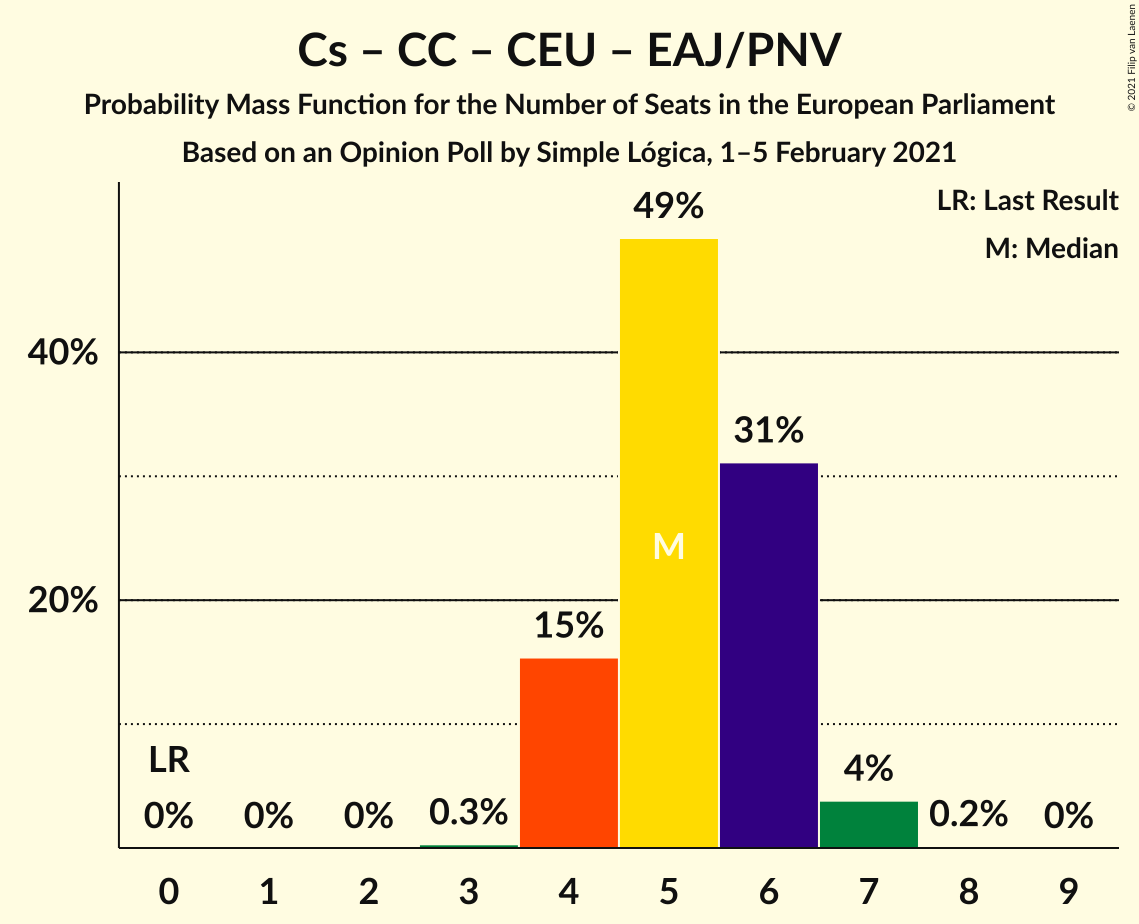 Cs – CC – CEU – EAJ/PNV
Probability Mass Function for the Number of Seats in the European Parliament
Based on an Opinion Poll by Simple Lógica, 1–5 February 2021
© 2021 Filip van Laenen
LR: Last Result
M: Median
49%
40%
31%
M
20%
15%
LR
4%
0% 0% 0% 0.3% 0.2% 0%
0 1 2 3 4 5 6 7 8 9